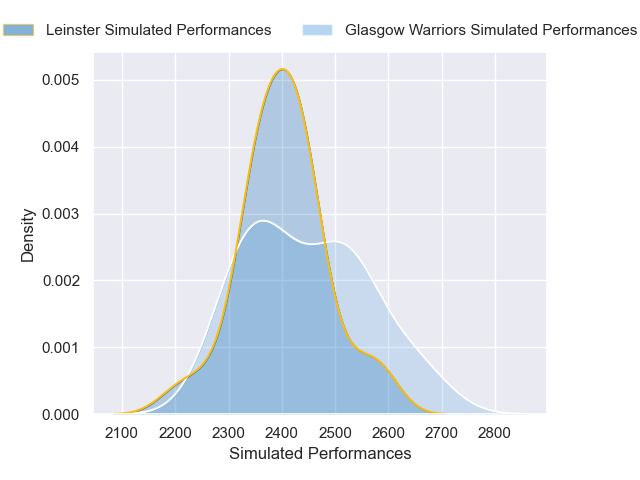 Leinster Simulated Performances Glasgow Warriors Simulated Performances
0.005
0.004
0.003
0.002
0.001
0.000
Density
2100 2200 2300 2400 2500 2600 2700 2800
Simulated Performances